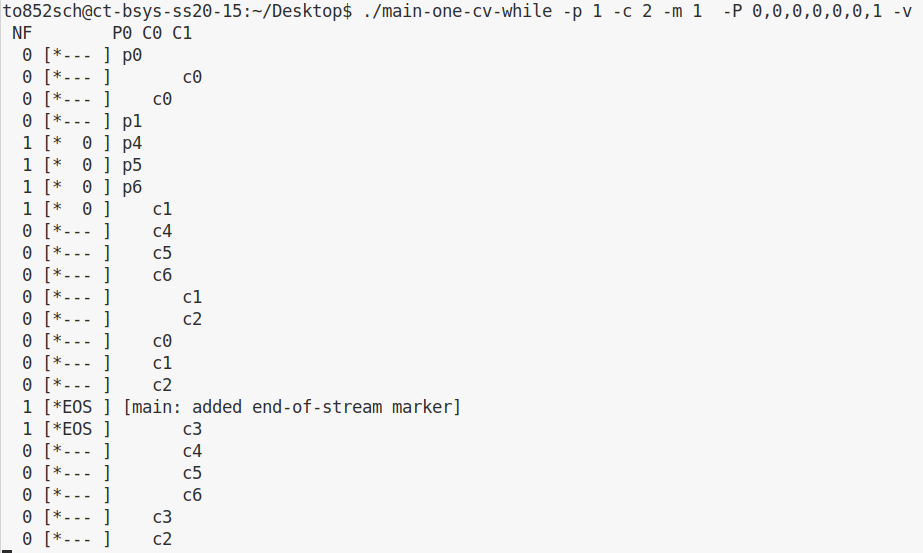 to852sch@ct-bsys-ss20-15:~/Desktop$ ./main-one-cv-while -p 1 -c 2 -m 1  -P 0,0,0,0,0,0,1 -v
 NF        P0 C0 C1
  0 [*--- ] p0
  0 [*--- ]       c0
  0 [*--- ]    c0
  0 [*--- ] p1
  1 [*  0 ] p4
  1 [*  0 ] p5
  1 [*  0 ] p6
  1 [*  0 ]    c1
  0 [*--- ]    c4
  0 [*--- ]    c5
  0 [*--- ]    c6
  0 [*--- ]       c1
  0 [*--- ]       c2
  0 [*--- ]    c0
  0 [*--- ]    c1
  0 [*--- ]    c2
  1 [*EOS ] [main: added end-of-stream marker]
  1 [*EOS ]       c3
  0 [*--- ]       c4
  0 [*--- ]       c5
  0 [*--- ]       c6
  0 [*--- ]    c3
  0 [*--- ]    c2